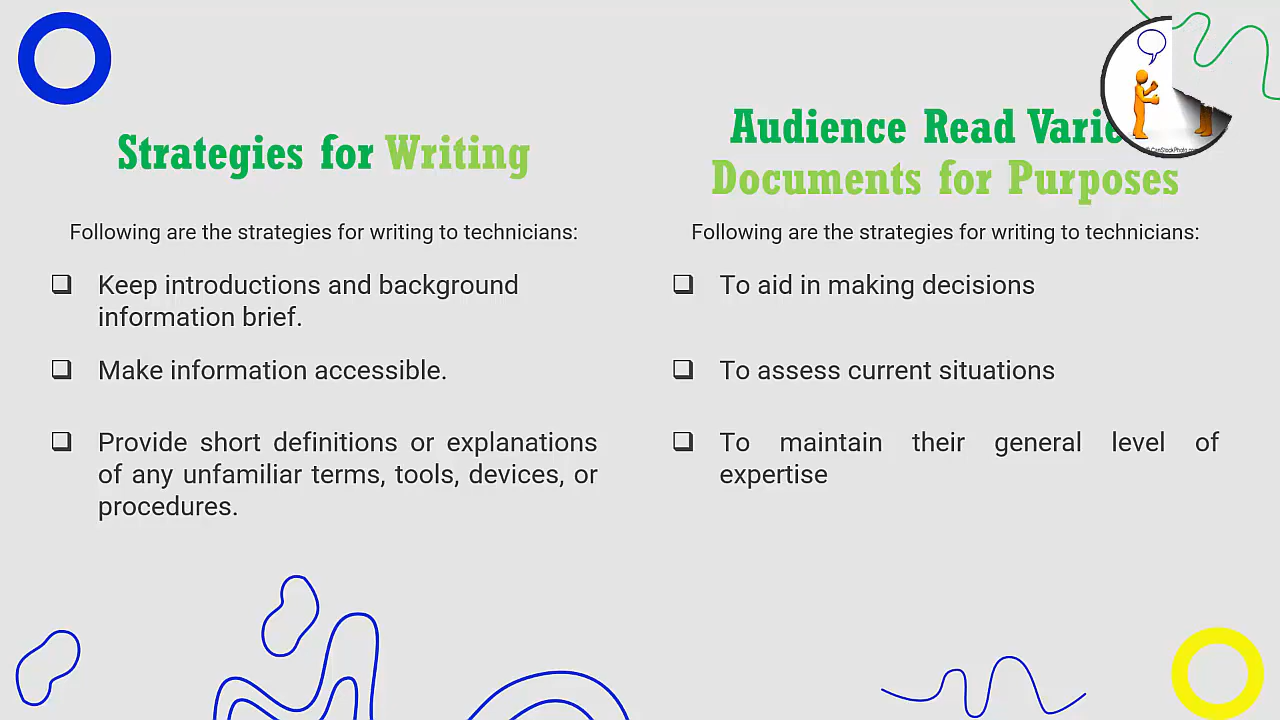 Strategies for Writing
Following are the strategies for writing to technicians:
Keep introductions and background
information brief.
Make information accessible.
Provide short definitions or explanations
of any unfamiliar terms, tools, devices, or
procedures.
Audience Read
Documents for Purposes
Following are the strategies for writing to technicians:
To aid in making decisions
To assess current situations
To maintain their general level of
expertise